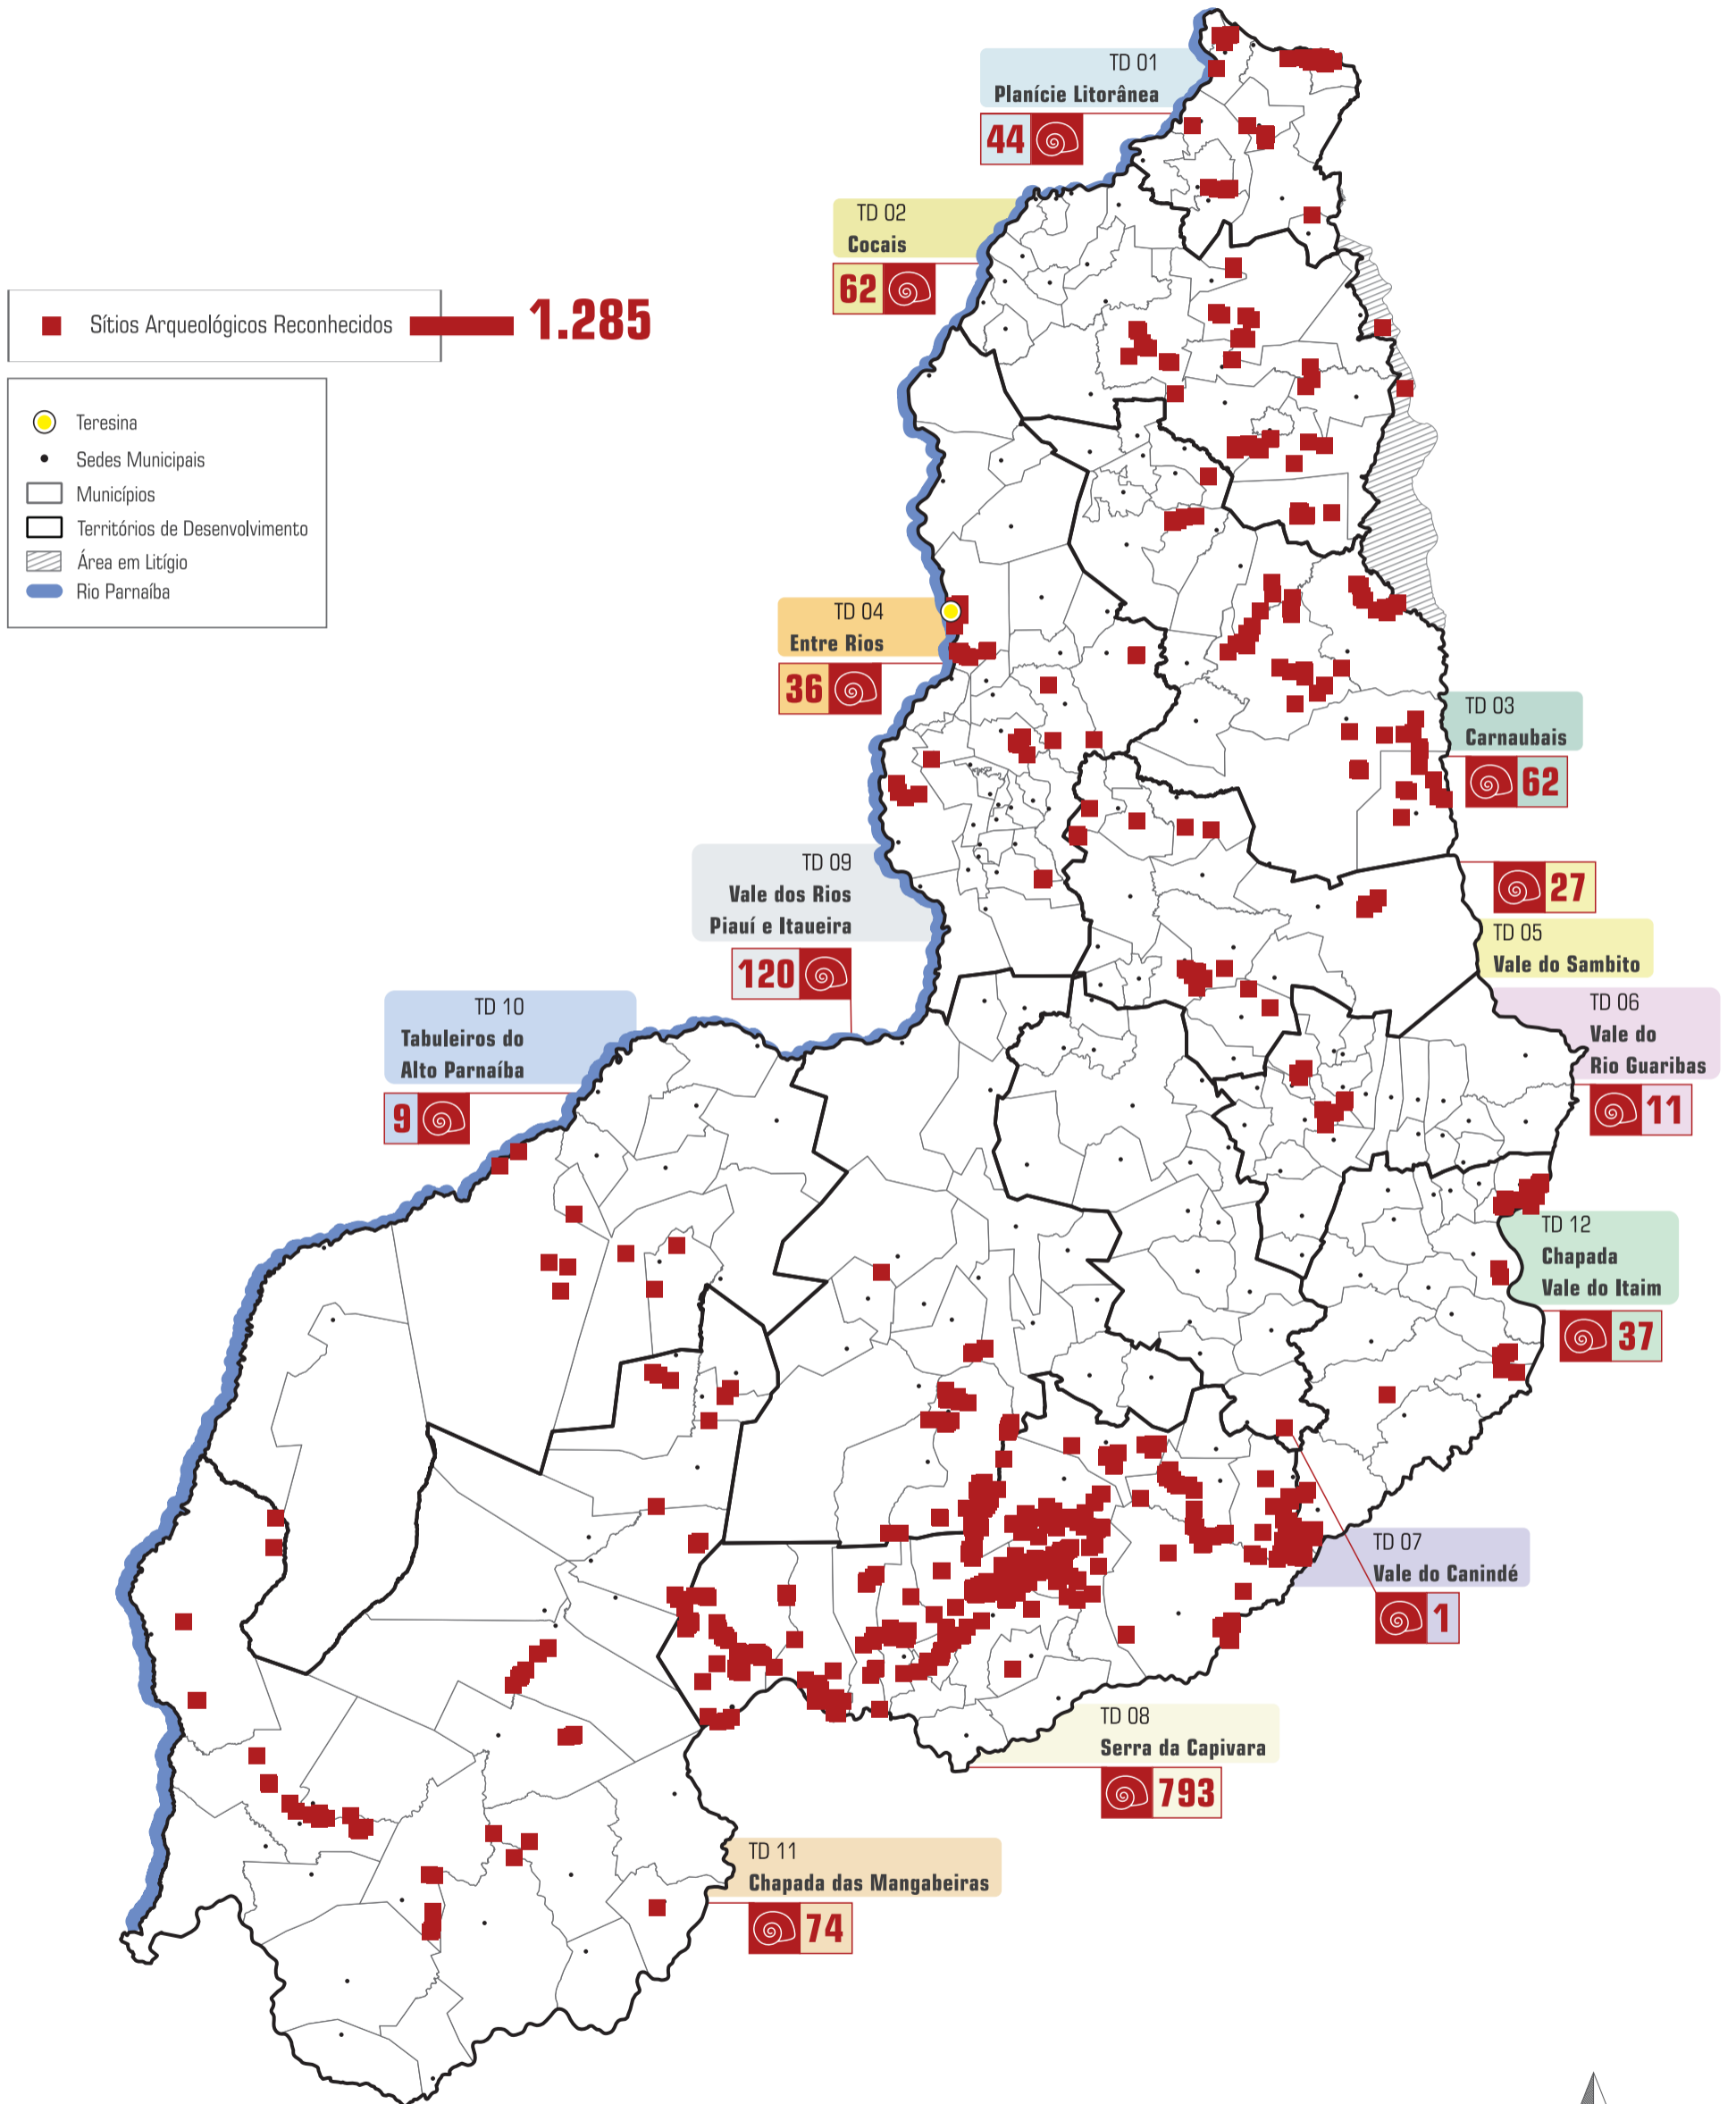 TD 01
Planície Litorânea
44
TD 02
Cocais
62
Sítios Arqueológicos Reconhecidos
1.285
Teresina
Sedes Municipais
Municípios
Territórios de Desenvolvimento
Área em Litígio
Rio Parnaíba
TD 04
Entre Rios
36
TD 03
Carnaubais
62
TD 09
Vale dos Rios
Piauí e Itaueira
120
27
TD 05
Vale do Sambito
TD 10
Tabuleiros do
Alto Parnaíba
9
TD 06
Vale do
Rio Guaribas
11
TD 12
Chapada
Vale do Itaim
37
TD 07
Vale do Canindé
1
TD 08
Serra da Capivara
793
TD 11
Chapada das Mangabeiras
74